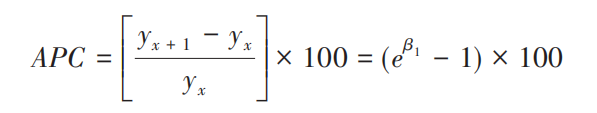 APC = [ (y_{x+1} − y_x) / y_x ] × 100 = (e^{β_1} − 1) × 100